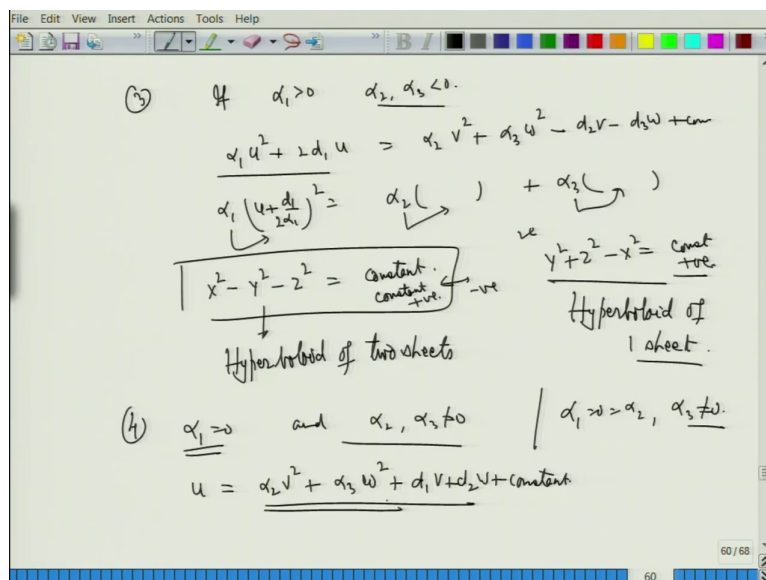 File Edit View Insert Actions Tools Help
③ If α₁>0 α₂, α₃<0.
α₁u² + 2d₁u = α₂v² + α₃w² - d₂v - d₃w + con
α₁(u + d₁/2α₁)² = α₂( ) + α₃( )
x² - y² - z² = constant. constant +ve. -ve
ve y² + z² - x² = const +ve
Hyperboloid of two sheets
Hyperboloid of 1 sheet.
④ α₁=0 and α₂, α₃≠0 | α₁=0=α₂, α₃≠0.
u = α₂v² + α₃w² + d₁v + d₂v + constant
60 / 68
60